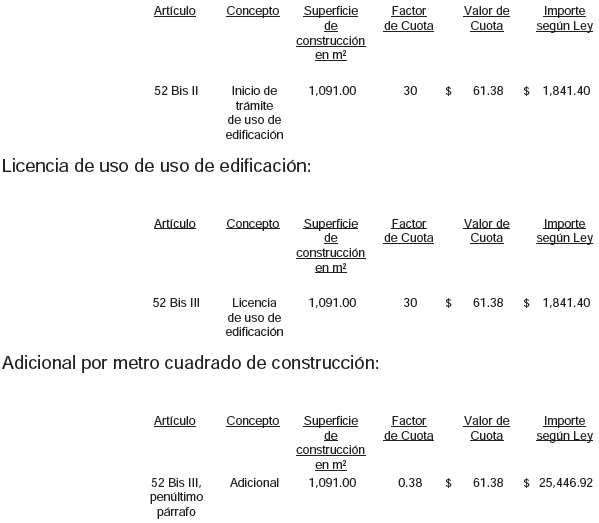 Artículo Concepto Superficie Factor Valor de Importe
de de Cuota Cuota según Ley
construcción
en m²
52 Bis II Inicio de 1,091.00 30 $ 61.38 $ 1,841.40
trámite
de uso de
edificación
Licencia de uso de uso de edificación:
Artículo Concepto Superficie Factor Valor de Importe
de de Cuota Cuota según Ley
construcción
en m²
52 Bis III Licencia 1,091.00 30 $ 61.38 $ 1,841.40
de uso de
edificación
Adicional por metro cuadrado de construcción:
Artículo Concepto Superficie Factor Valor de Importe
de de Cuota Cuota según Ley
construcción
en m²
52 Bis III, Adicional 1,091.00 0.38 $ 61.38 $ 25,446.92
penúltimo
párrafo